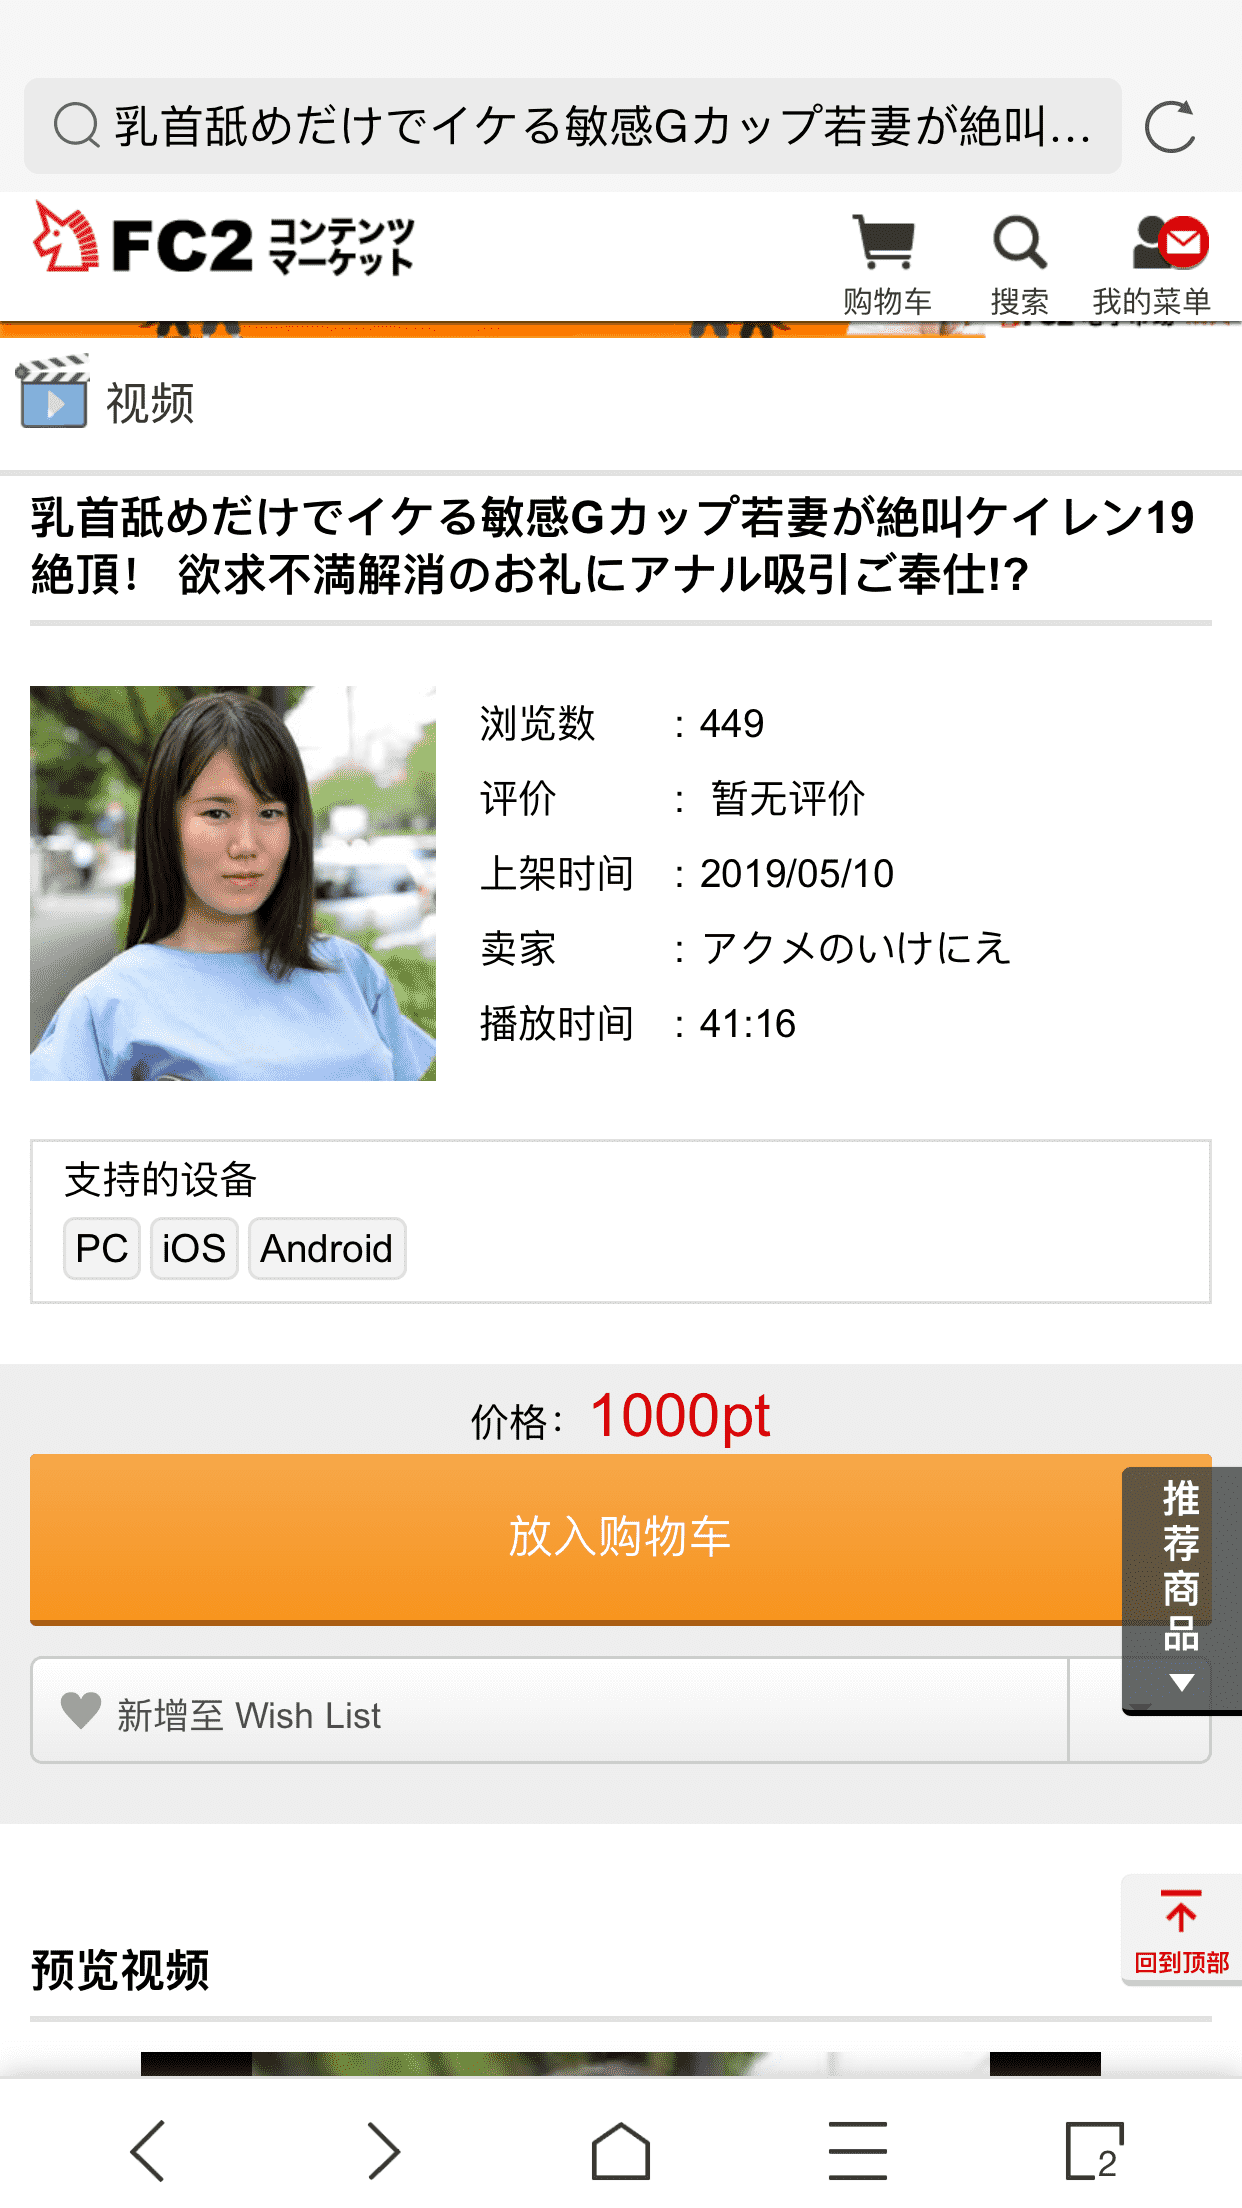 乳首舐めだけでイケる敏感Gカップ若妻が絶叫…
FC2 コンテンツマーケット
购物车
搜索
我的菜单
视频
乳首舐めだけでイケる敏感Gカップ若妻が絶叫ケイレン19
絶頂！ 欲求不満解消のお礼にアナル吸引ご奉仕!?
浏览数 : 449
评价 : 暂无评价
上架时间 : 2019/05/10
卖家 : アクメのいけにえ
播放时间 : 41:16
支持的设备
PC iOS Android
价格： 1000pt
放入购物车
推荐商品
新增至 Wish List
回到顶部
预览视频
2